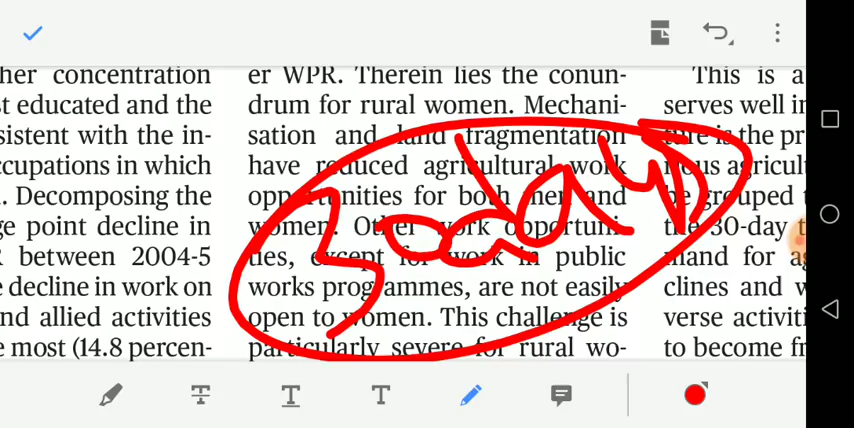 her concentration
st educated and the
sistent with the in-
ccupations in which
. Decomposing the
ge point decline in
R between 2004-5
e decline in work on
nd allied activities
e most (14.8 percen-
er WPR. Therein lies the conun-
drum for rural women. Mechani-
sation and land fragmentation
have reduced agricultural work
opportunities for both men and
women. Other work opportuni-
ties, except for work in public
works programmes, are not easily
open to women. This challenge is
particularly severe for rural wo-
This is a
serves well in
ture is the pr
agricul
be grouped t
the 30-day t
mand for ag
clines and w
verse activiti
to become fr
30 days
T
T
T